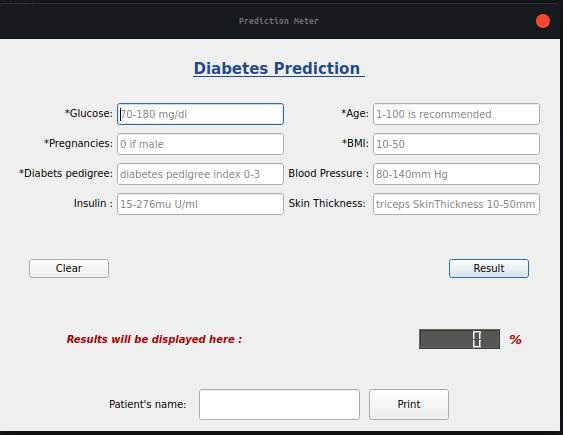 Prediction Meter
Diabetes Prediction
*Glucose: 70-180 mg/dl *Age: 1-100 is recommended
*Pregnancies: 0 if male *BMI: 10-50
*Diabets pedigree: diabetes pedigree index 0-3 Blood Pressure : 80-140mm Hg
Insulin : 15-276mu U/ml Skin Thickness: triceps SkinThickness 10-50mm
Clear Result
Results will be displayed here : 0 %
Patient's name: Print